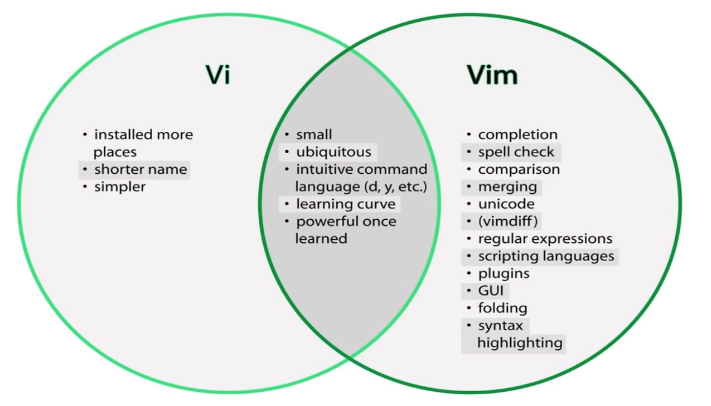 Vi
• installed more
places
• shorter name
• simpler
• small
• ubiquitous
• intuitive command
language (d, y, etc.)
• learning curve
• powerful once
learned
Vim
• completion
• spell check
• comparison
• merging
• unicode
• (vimdiff)
• regular expressions
• scripting languages
• plugins
• GUI
• folding
• syntax
highlighting